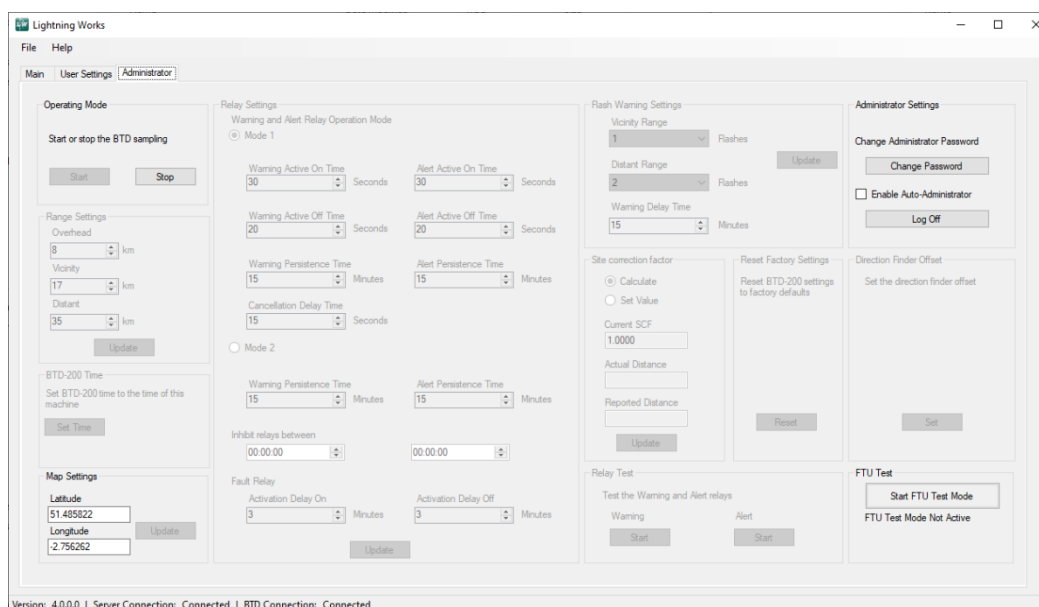 Lightning Works
File Help
Main User Settings Administrator
Operating Mode
Start or stop the BTD sampling
Start Stop
Range Settings
Overhead
8 km
Vicinity
17 km
Distant
35 km
Update
BTD-200 Time
Set BTD-200 time to the time of this
machine
Set Time
Map Settings
Latitude
51.485822
Longitude Update
-2.756262
Relay Settings
Warning and Alert Relay Operation Mode
Mode 1
Warning Active On Time Alert Active On Time
30 Seconds 30 Seconds
Warning Active Off Time Alert Active Off Time
20 Seconds 20 Seconds
Warning Persistence Time Alert Persistence Time
15 Minutes 15 Minutes
Cancellation Delay Time
15 Seconds
Mode 2
Warning Persistence Time Alert Persistence Time
15 Minutes 15 Minutes
Inhibit relays between
00:00:00 00:00:00
Fault Relay
Activation Delay On Activation Delay Off
3 Minutes 3 Minutes
Update
Flash Warning Settings
Vicinity Range
1 Flashes
Update
Distant Range
2 Flashes
Warning Delay Time
15 Minutes
Site correction factor
Calculate
Set Value
Current SCF
1.0000
Actual Distance
Reported Distance
Update
Reset Factory Settings
Reset BTD-200 settings
to factory defaults
Reset
Relay Test
Test the Warning and Alert relays
Warning Alert
Start Start
Administrator Settings
Change Administrator Password
Change Password
Enable Auto-Administrator
Log Off
Direction Finder Offset
Set the direction finder offset
Set
FTU Test
Start FTU Test Mode
FTU Test Mode Not Active
Version: 4.0.0.0 | Server Connection: Connected | BTD Connection: Connected